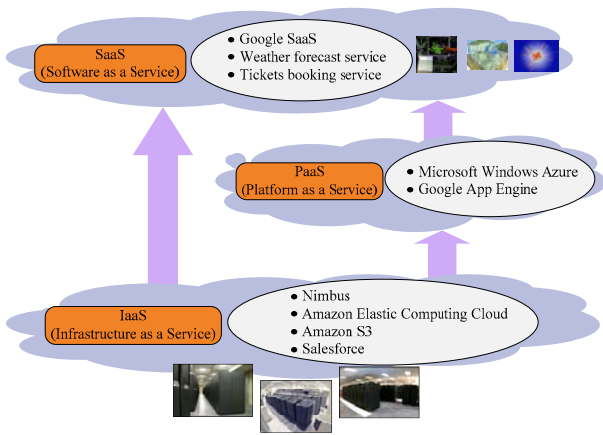 SaaS
(Software as a Service)
• Google SaaS
• Weather forecast service
• Tickets booking service
PaaS
(Platform as a Service)
• Microsoft Windows Azure
• Google App Engine
IaaS
(Infrastructure as a Service)
• Nimbus
• Amazon Elastic Computing Cloud
• Amazon S3
• Salesforce